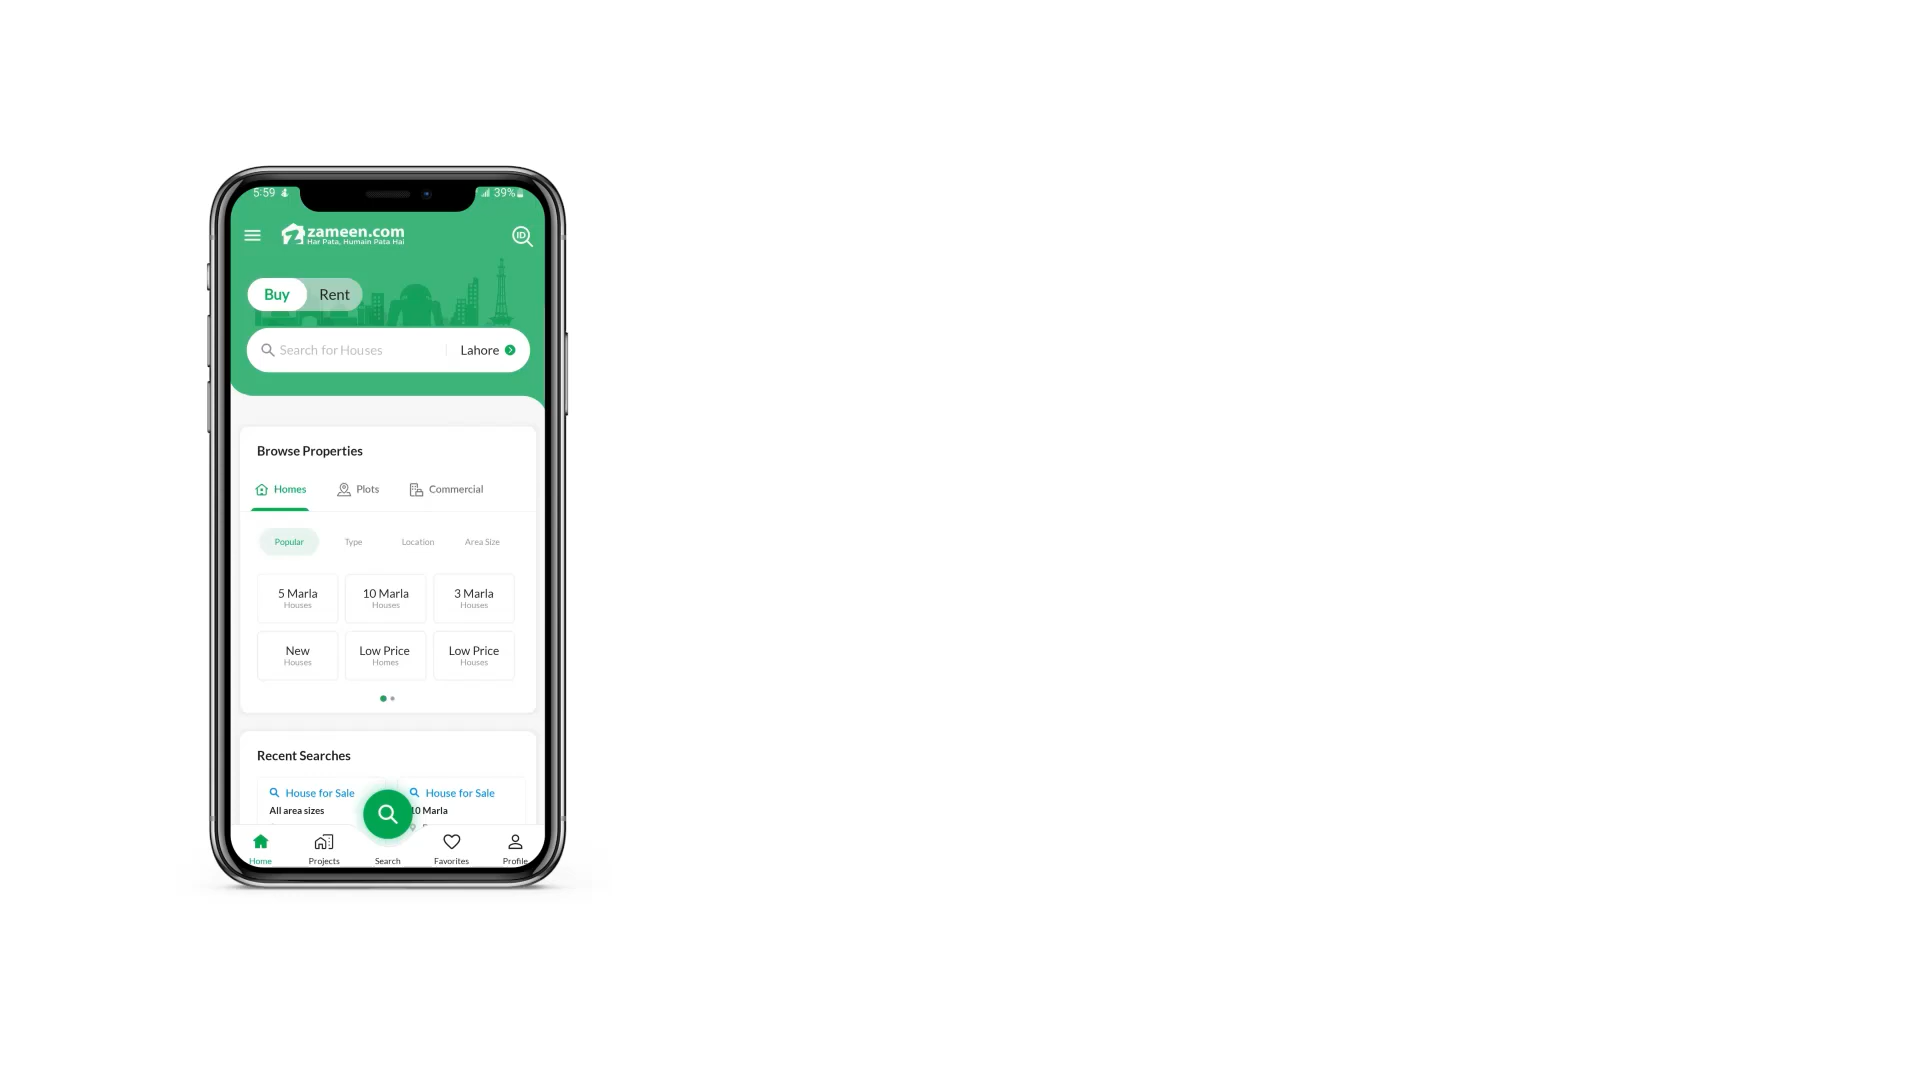 5:59
39%
zameen.com
Har Pata, Humain Pata Hai
ID
Buy Rent
Search for Houses Lahore
Browse Properties
Homes Plots Commercial
Popular Type Location Area Size
5 Marla 10 Marla 3 Marla
Houses Houses Houses
New Low Price Low Price
Houses Homes Houses
Recent Searches
House for Sale House for Sale
All area sizes 10 Marla
Home Projects Search Favorites Profile